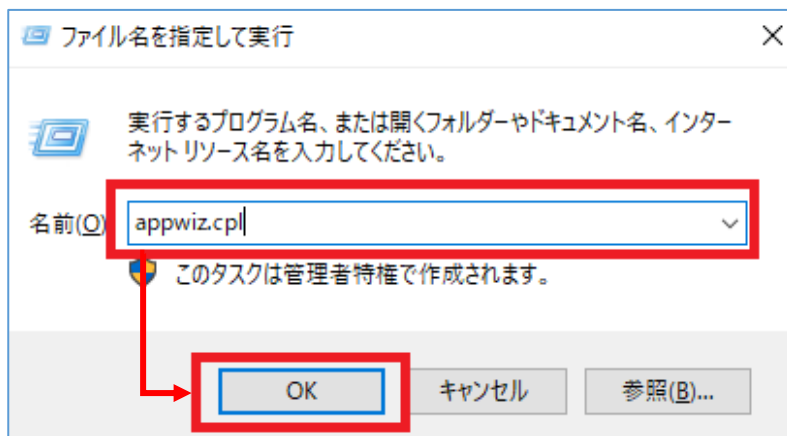 ファイル名を指定して実行
実行するプログラム名、または開くフォルダーやドキュメント名、インター
ネット リソース名を入力してください。
名前(O) appwiz.cpl
このタスクは管理者特権で作成されます。
OK キャンセル 参照(B)...